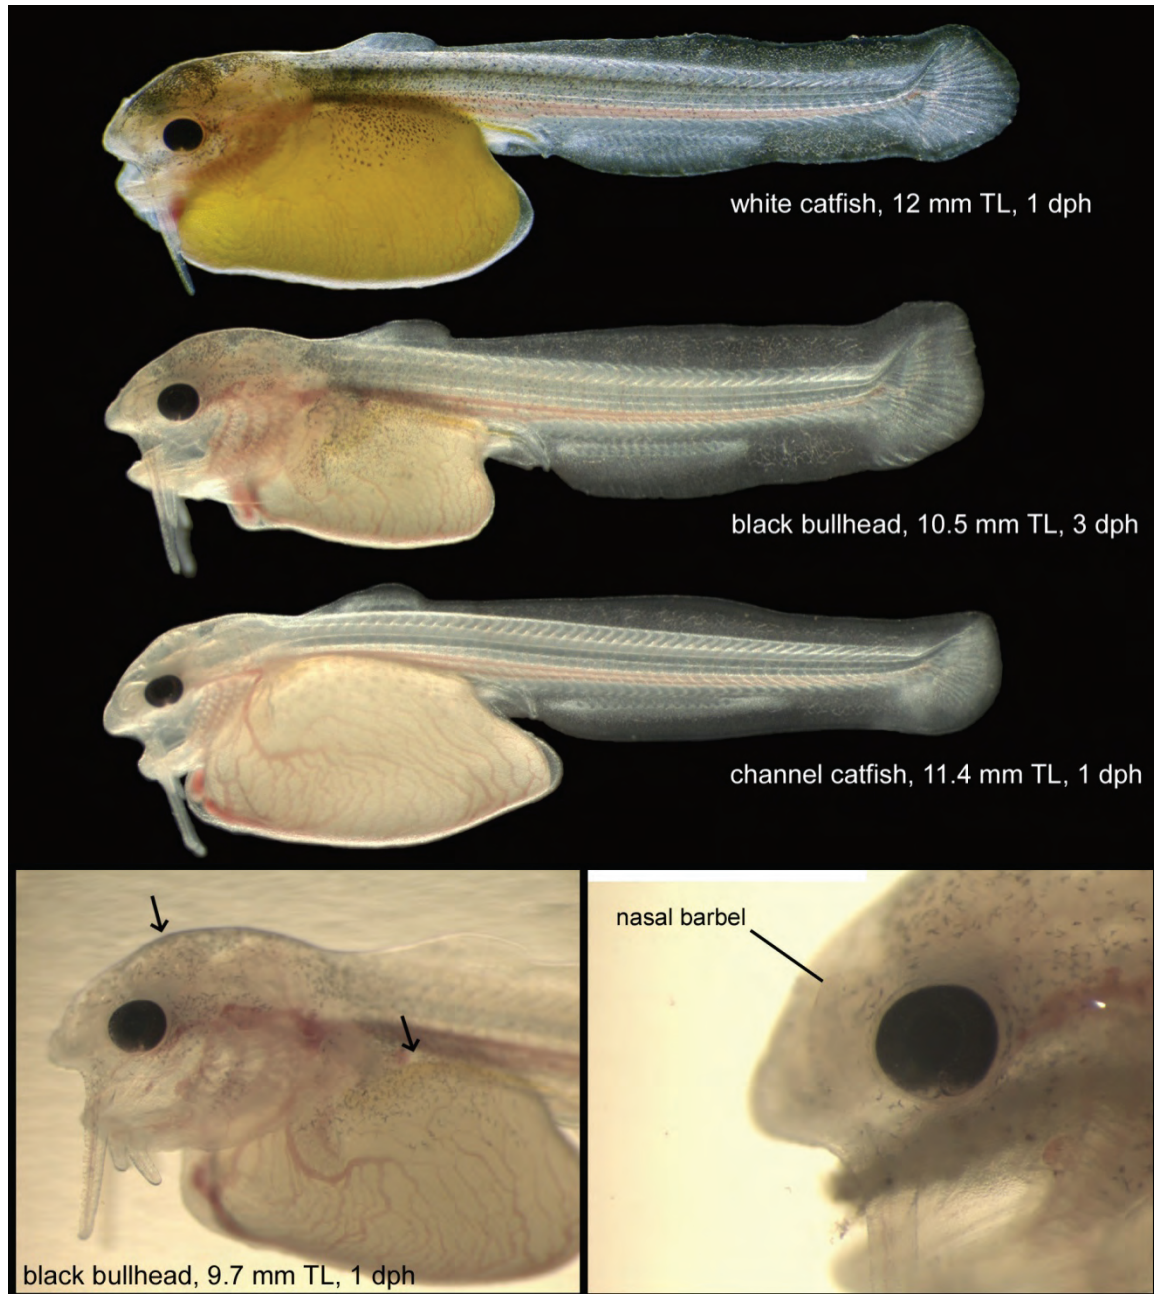 white catfish, 12 mm TL, 1 dph
black bullhead, 10.5 mm TL, 3 dph
channel catfish, 11.4 mm TL, 1 dph
nasal barbel
black bullhead, 9.7 mm TL, 1 dph